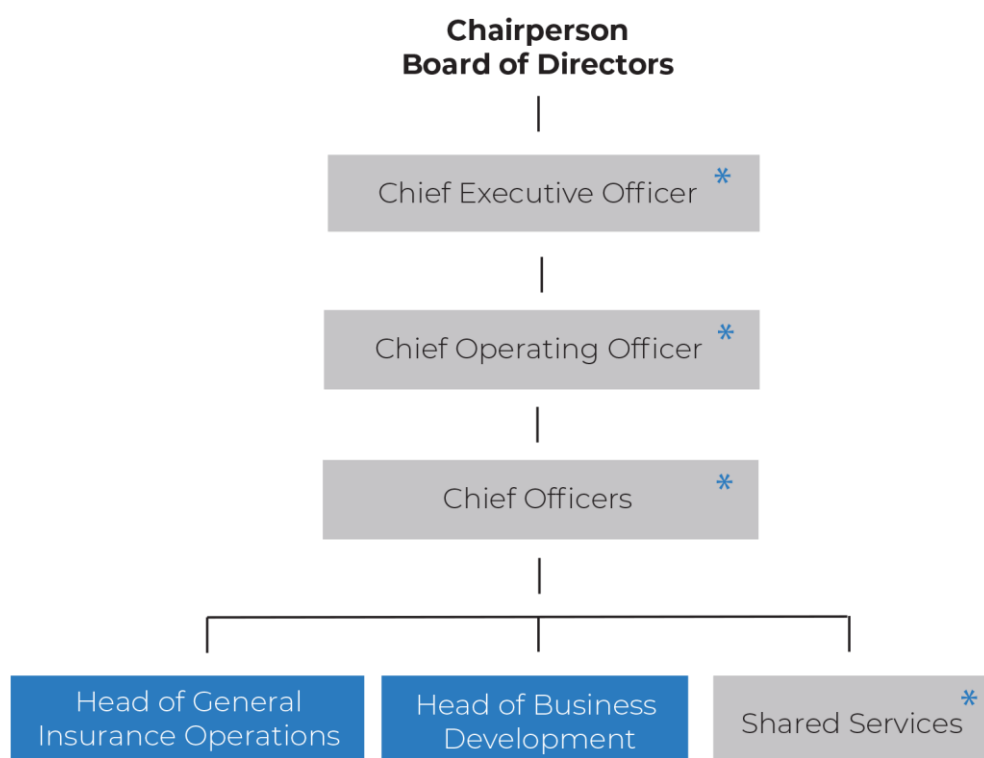 Chairperson
Board of Directors
Chief Executive Officer *
Chief Operating Officer *
Chief Officers *
Head of General
Insurance Operations
Head of Business
Development
Shared Services *